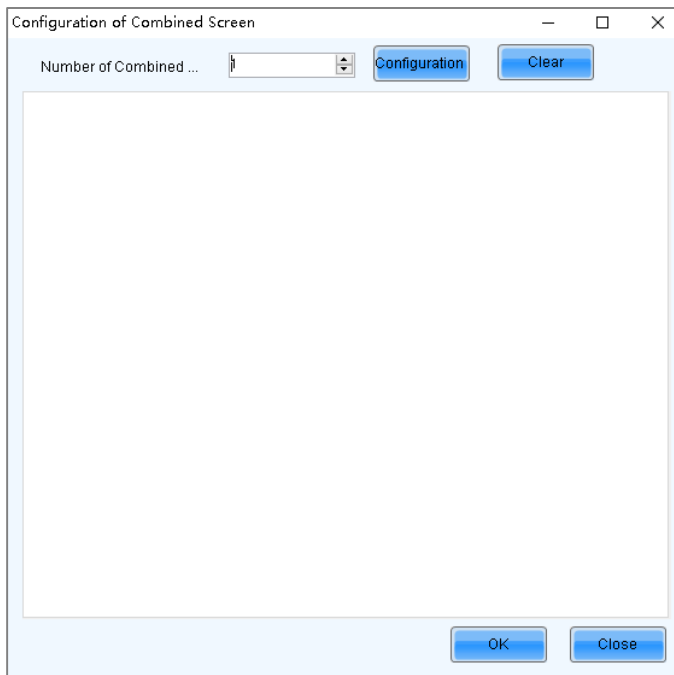 Configuration of Combined Screen
Number of Combined ...
1
Configuration
Clear
OK
Close